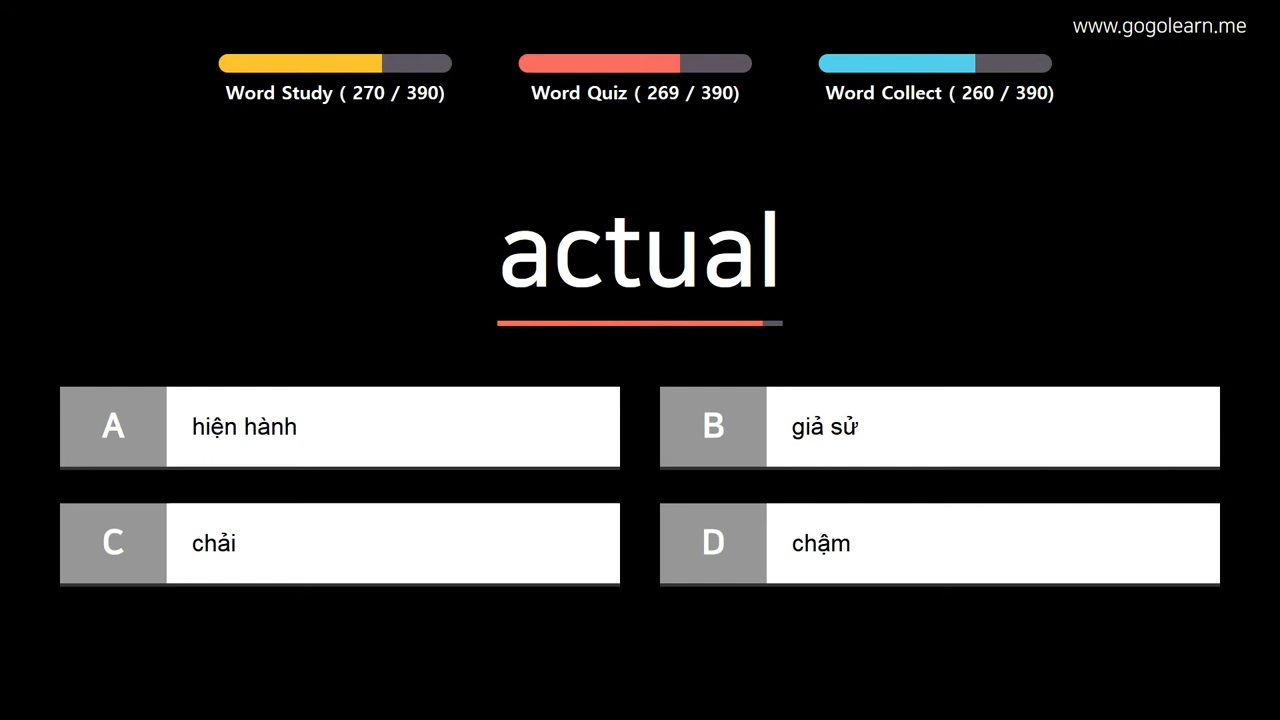 www.gogolearn.me
Word Study ( 270 / 390)
Word Quiz ( 269 / 390)
Word Collect ( 260 / 390)
actual
A
hiện hành
B
giả sử
C
chải
D
chậm